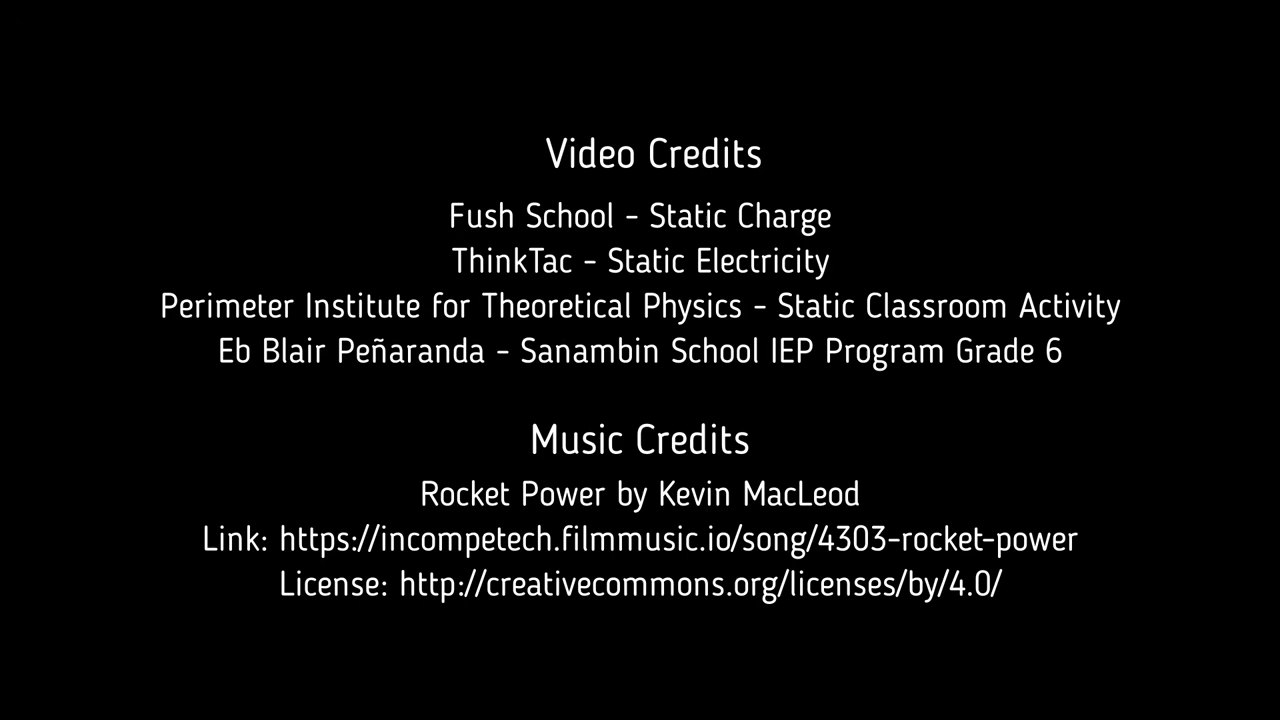 Video Credits
Fush School - Static Charge
ThinkTac - Static Electricity
Perimeter Institute for Theoretical Physics - Static Classroom Activity
Eb Blair Peñaranda - Sanambin School IEP Program Grade 6
Music Credits
Rocket Power by Kevin MacLeod
Link: https://incompetech.filmmusic.io/song/4303-rocket-power
License: http://creativecommons.org/licenses/by/4.0/